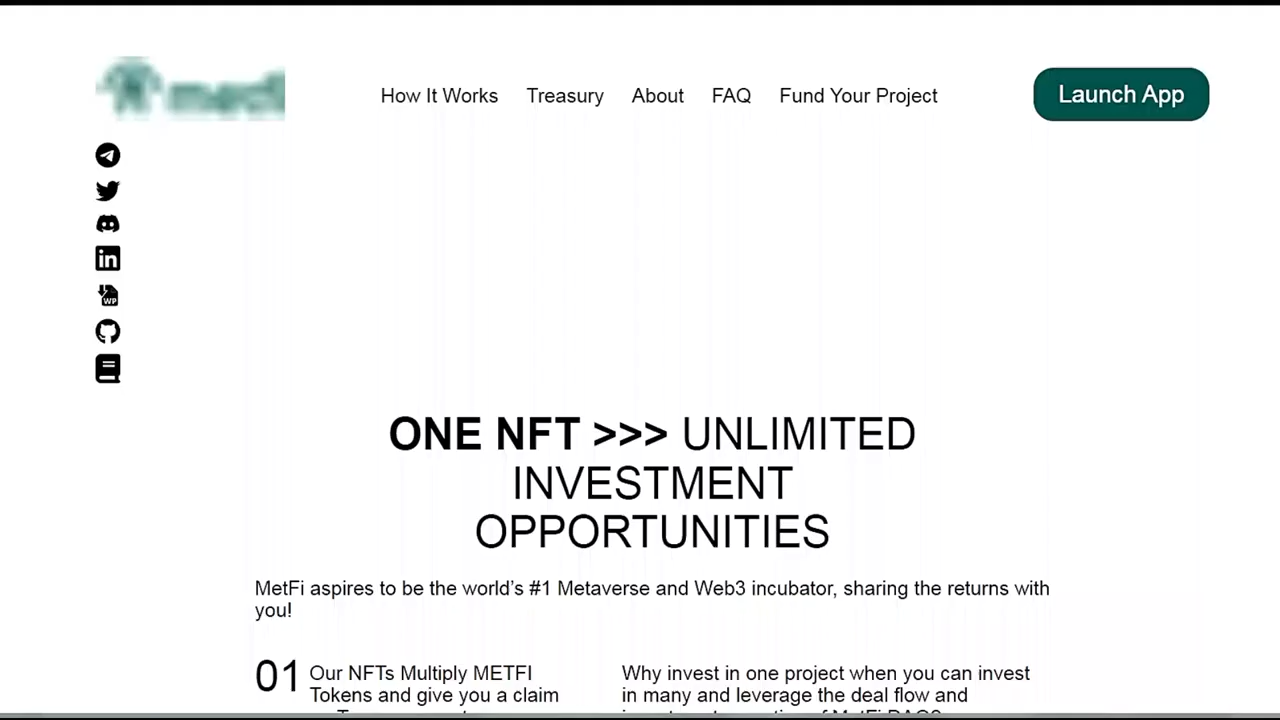 How It Works Treasury About FAQ Fund Your Project Launch App
WP
ONE NFT >>> UNLIMITED
INVESTMENT
OPPORTUNITIES
MetFi aspires to be the world’s #1 Metaverse and Web3 incubator, sharing the returns with
you!
01 Our NFTs Multiply METFI
Tokens and give you a claim
Why invest in one project when you can invest
in many and leverage the deal flow and